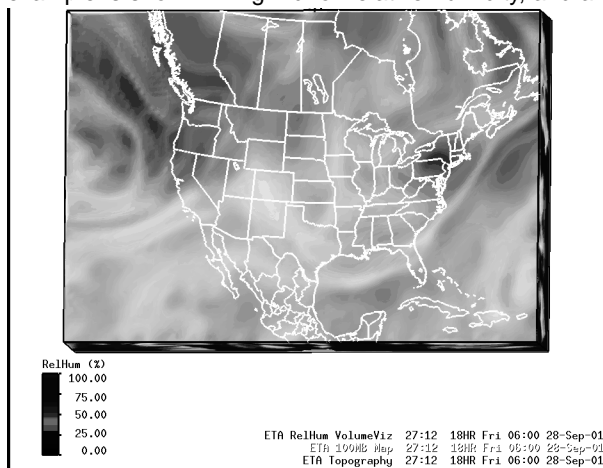 RelHum (%)
100.00
75.00
50.00
25.00
0.00
ETA RelHum VolumeViz 27:12 18HR Fri 06:00 28-Sep-01
ETA 100MB Map 27:12 18HR Fri 06:00 28-Sep-01
ETA Topography 27:12 18HR Fri 06:00 28-Sep-01